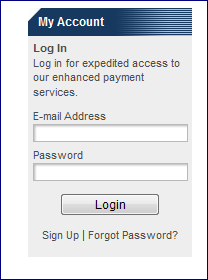 My Account
Log In
Log in for expedited access to
our enhanced payment
services.
E-mail Address
Password
Login
Sign Up | Forgot Password?